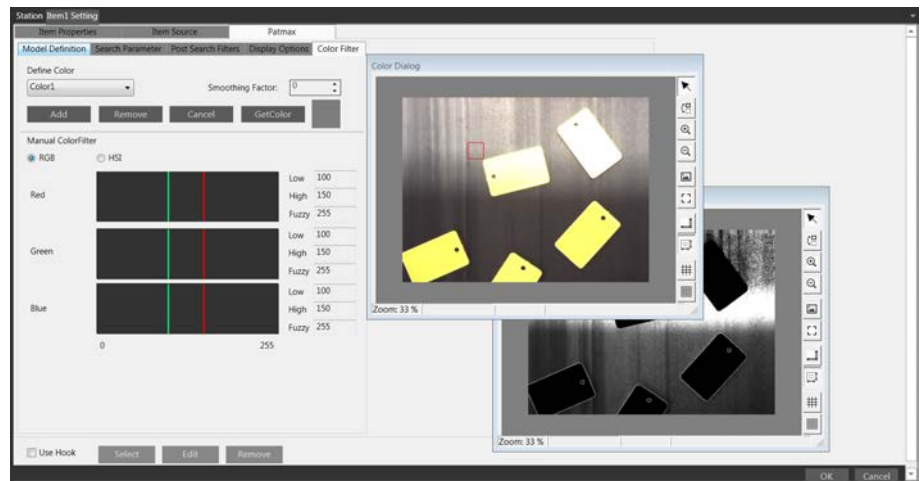 Station Item1 Setting
Item Properties Item Source Patmax
Model Definition Search Parameter Post Search Filters Display Options Color Filter
Define Color
Color1 Smoothing Factor: 0
Add Remove Cancel GetColor
Manual ColorFilter
RGB HSI
Red
Low 100
High 150
Fuzzy 255
Green
Low 100
High 150
Fuzzy 255
Blue
Low 100
High 150
Fuzzy 255
0 255
Use Hook Select Edit Remove
Color Dialog
Zoom: 33 %
Zoom: 33 %
OK Cancel